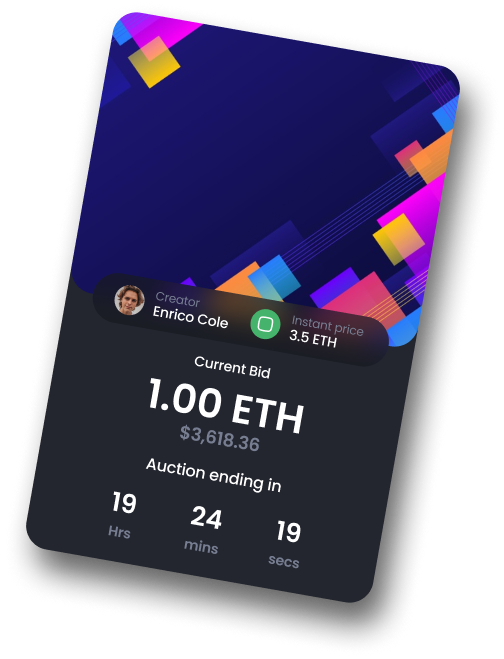 Creator
Enrico Cole
Instant price
3.5 ETH
Current Bid
1.00 ETH
$3,618.36
Auction ending in
19 24 19
Hrs mins secs